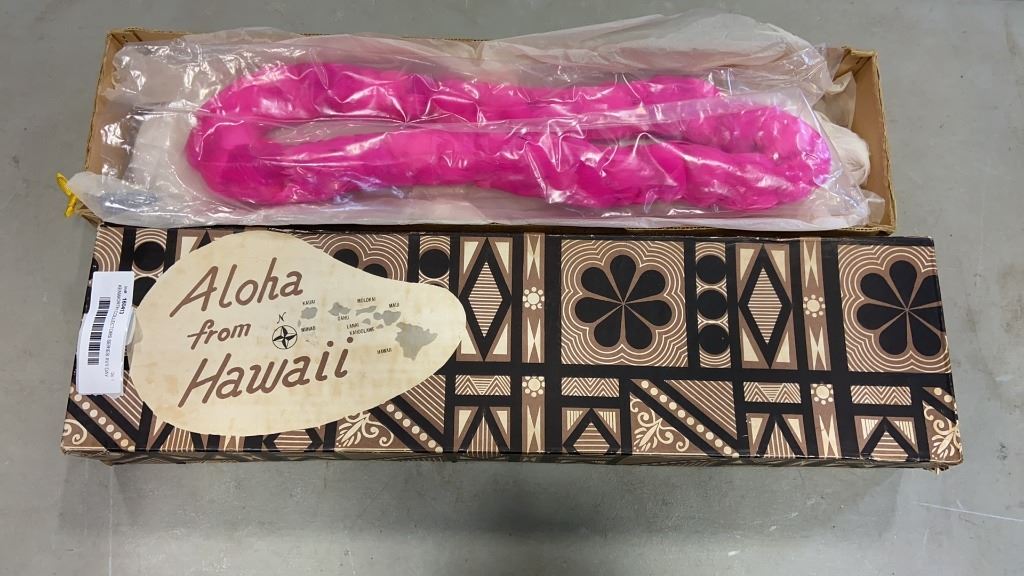 Aloha
from
Hawaii
N
KAUAI
NIIHAU
OAHU
MOLOKAI
LANAI
KAHOOLAWE
MAUI
HAWAII